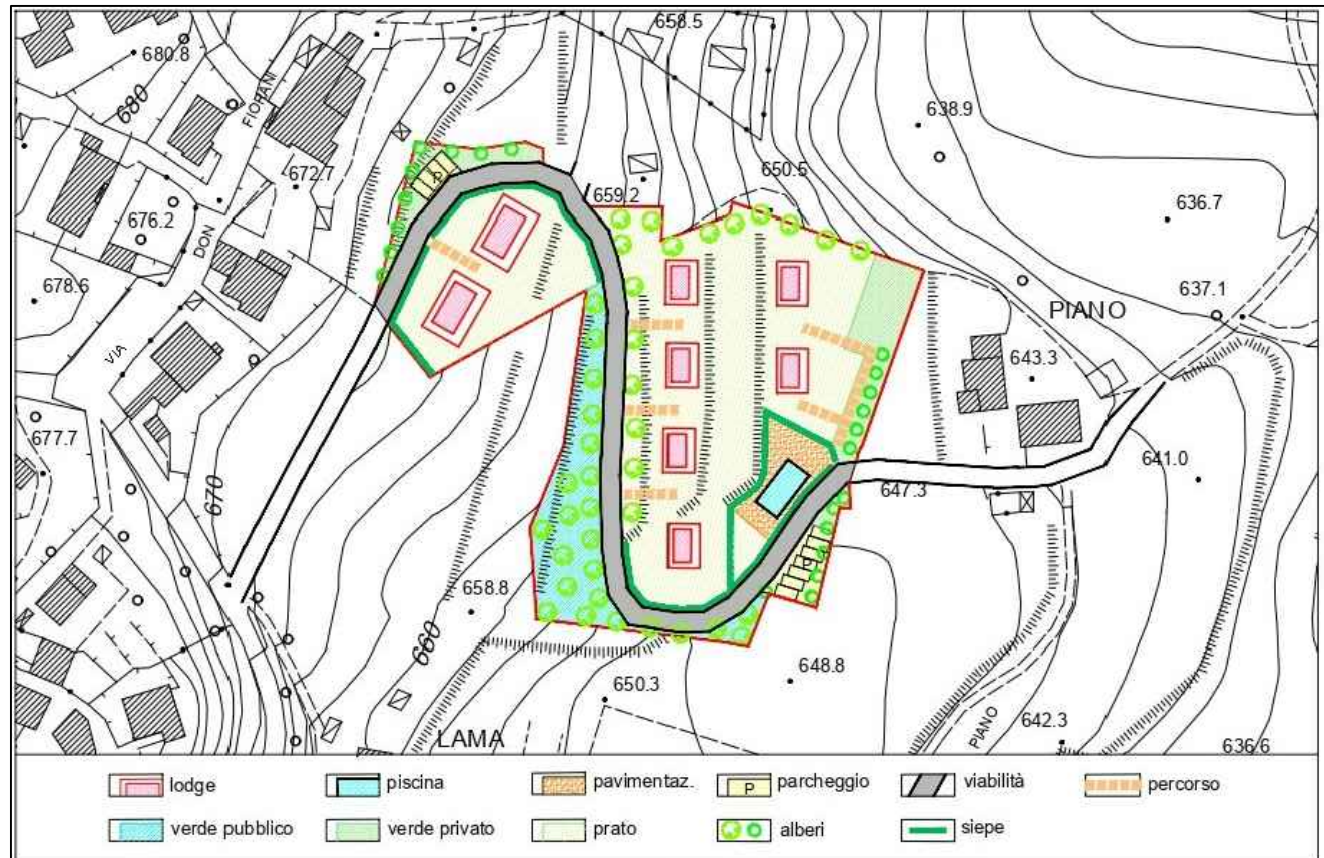 658.5
680.8
680
FIORANI
638.9
672.7
650.5
659.2
676.2
636.7
DON
P
678.6
PIANO
637.1
VIA
643.3
677.7
641.0
647.3
670
P
658.8
660
648.8
650.3
PIANO
642.3
LAMA
636.6
lodge
piscina
pavimentaz.
P
parcheggio
viabilità
percorso
verde pubblico
verde privato
prato
alberi
siepe